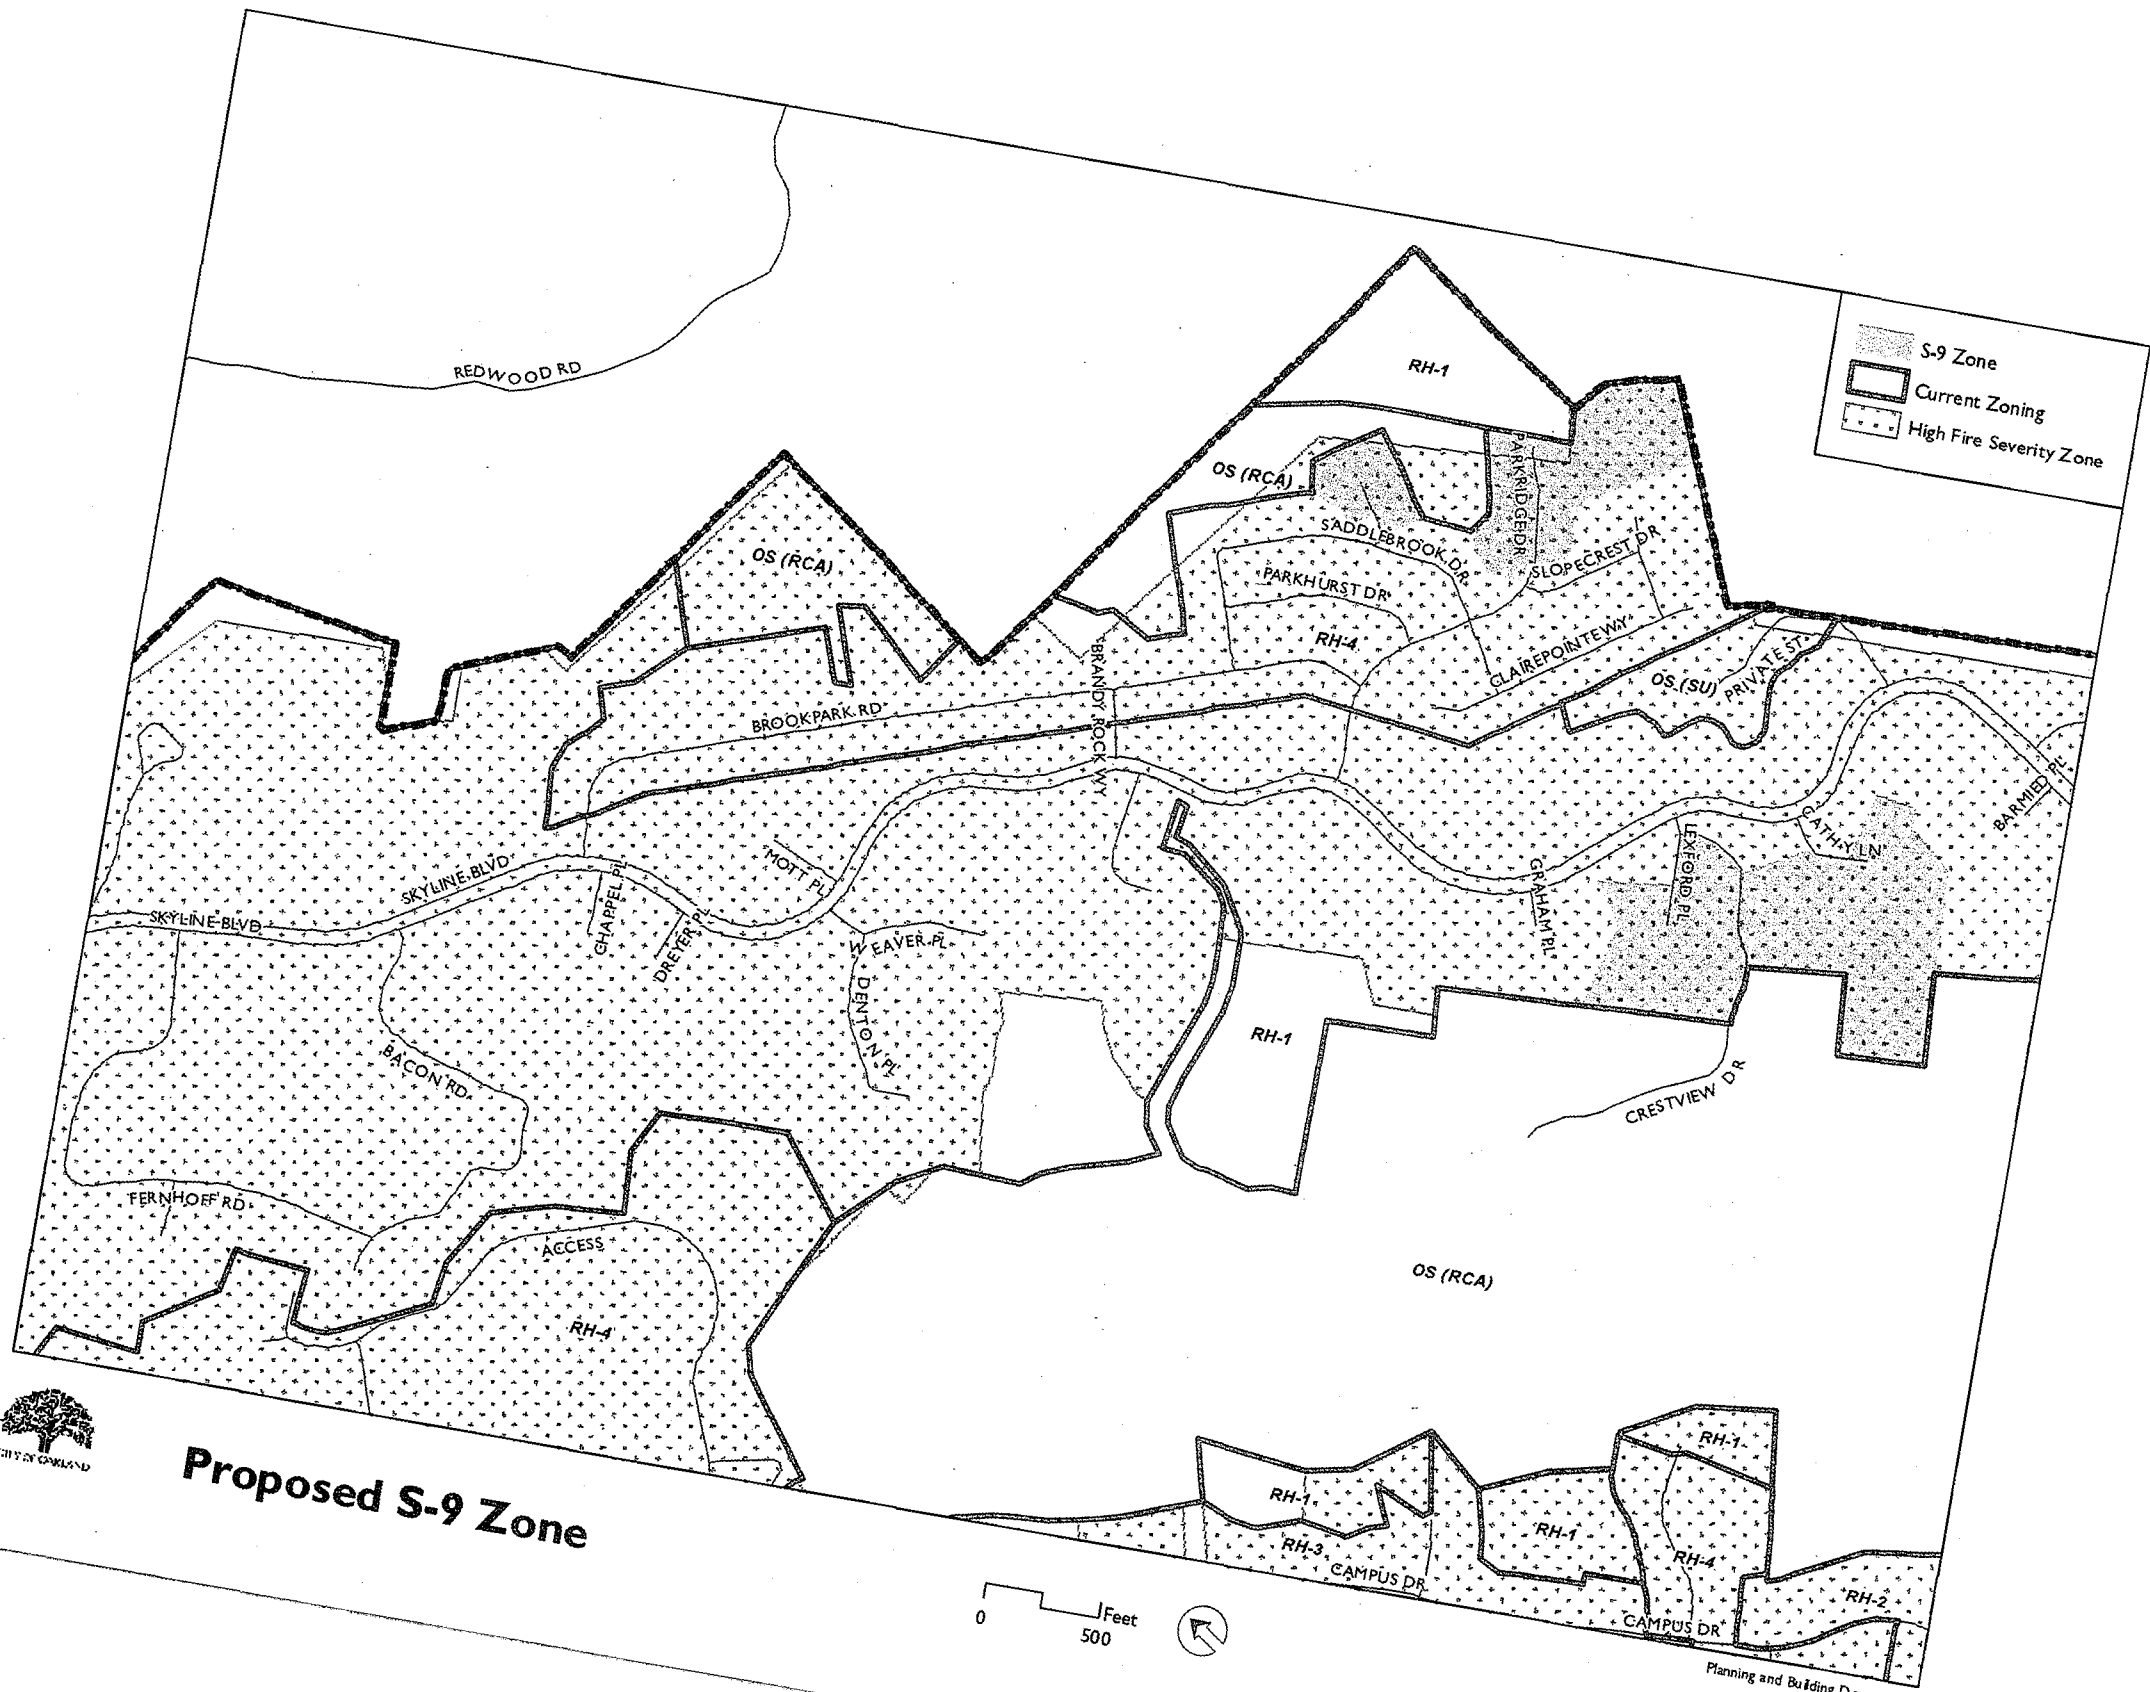 REDWOOD RD
RH-1
S-9 Zone
Current Zoning
High Fire Severity Zone
OS (RCA)
PARKRIDGE DR
OS (RCA)
SADDLEBROOK DR
SLOPECREST DR
PARKHURST DR
RH-4
CLAIREPOINTE WY
OS (SU)
PRIVATE ST
BRANDY ROCK WY
BROOKPARK RD
BARMIED PL
CATHY LN
LEXFORD PL
GRAHAM PL
MOTT PL
SKYLINE BLVD
SKYLINE BLVD
CHAPPEL PL
DREYER PL
WEAVER PL
DENTON PL
BACON RD
RH-1
CRESTVIEW DR
FERNHOFF RD
ACCESS
OS (RCA)
RH-4
CITY OF OAKLAND
Proposed S-9 Zone
RH-1
RH-1
RH-3
RH-1
RH-4
CAMPUS DR
RH-2
CAMPUS DR
0
500
Feet
Planning and Building